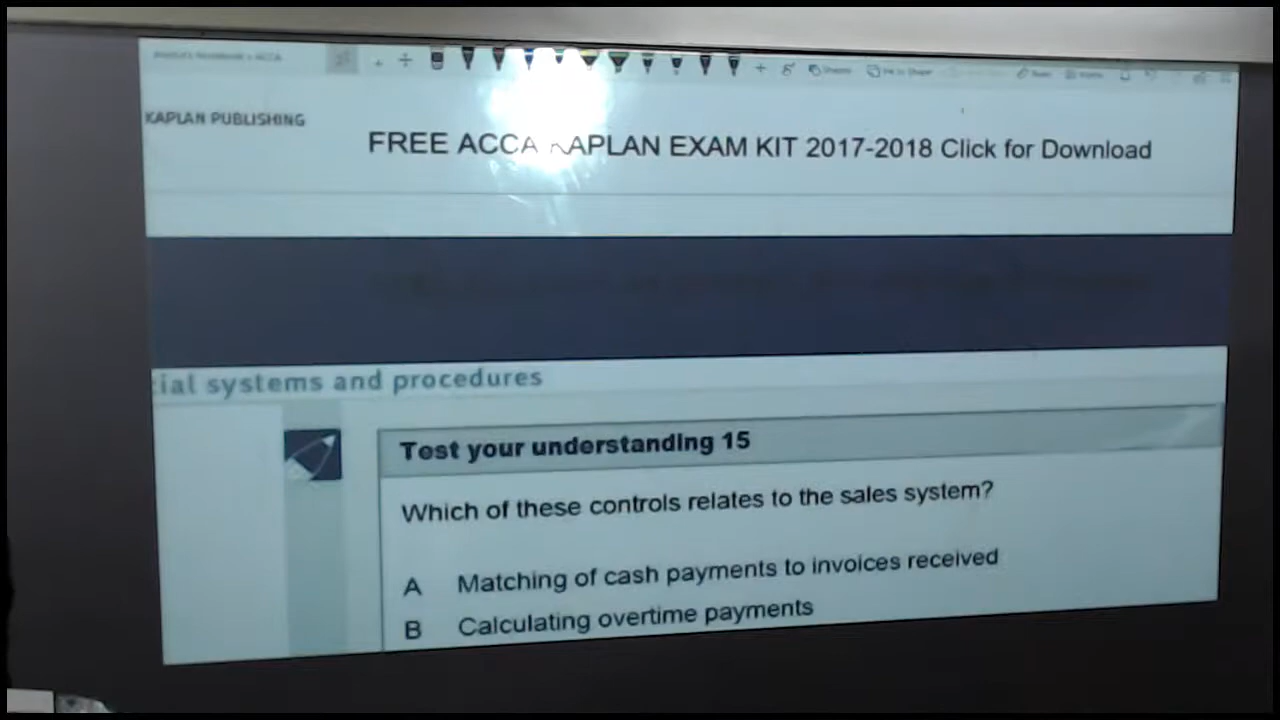 KAPLAN PUBLISHING
FREE ACCA KAPLAN EXAM KIT 2017-2018 Click for Download
ial systems and procedures
Test your understanding 15
Which of these controls relates to the sales system?
A Matching of cash payments to invoices received
B Calculating overtime payments